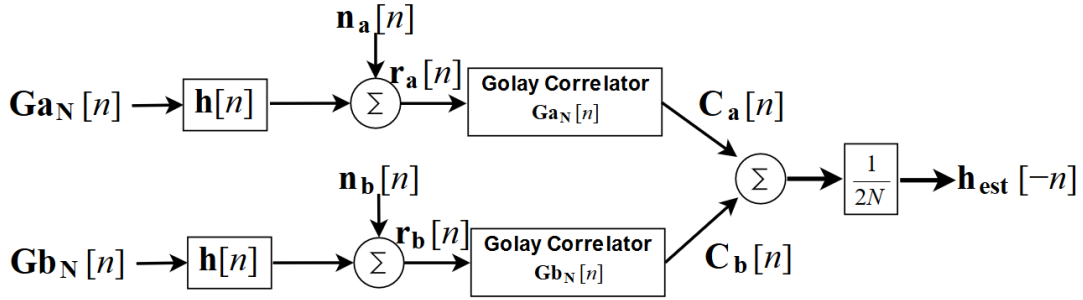 n_a[n]
r_a[n]
Golay Correlator
Ga_N[n]
Ga_N[n]
h[n]
Σ
C_a[n]
n_b[n]
Σ
1
2N
h_est[−n]
r_b[n]
Golay Correlator
Gb_N[n]
Gb_N[n]
h[n]
Σ
C_b[n]